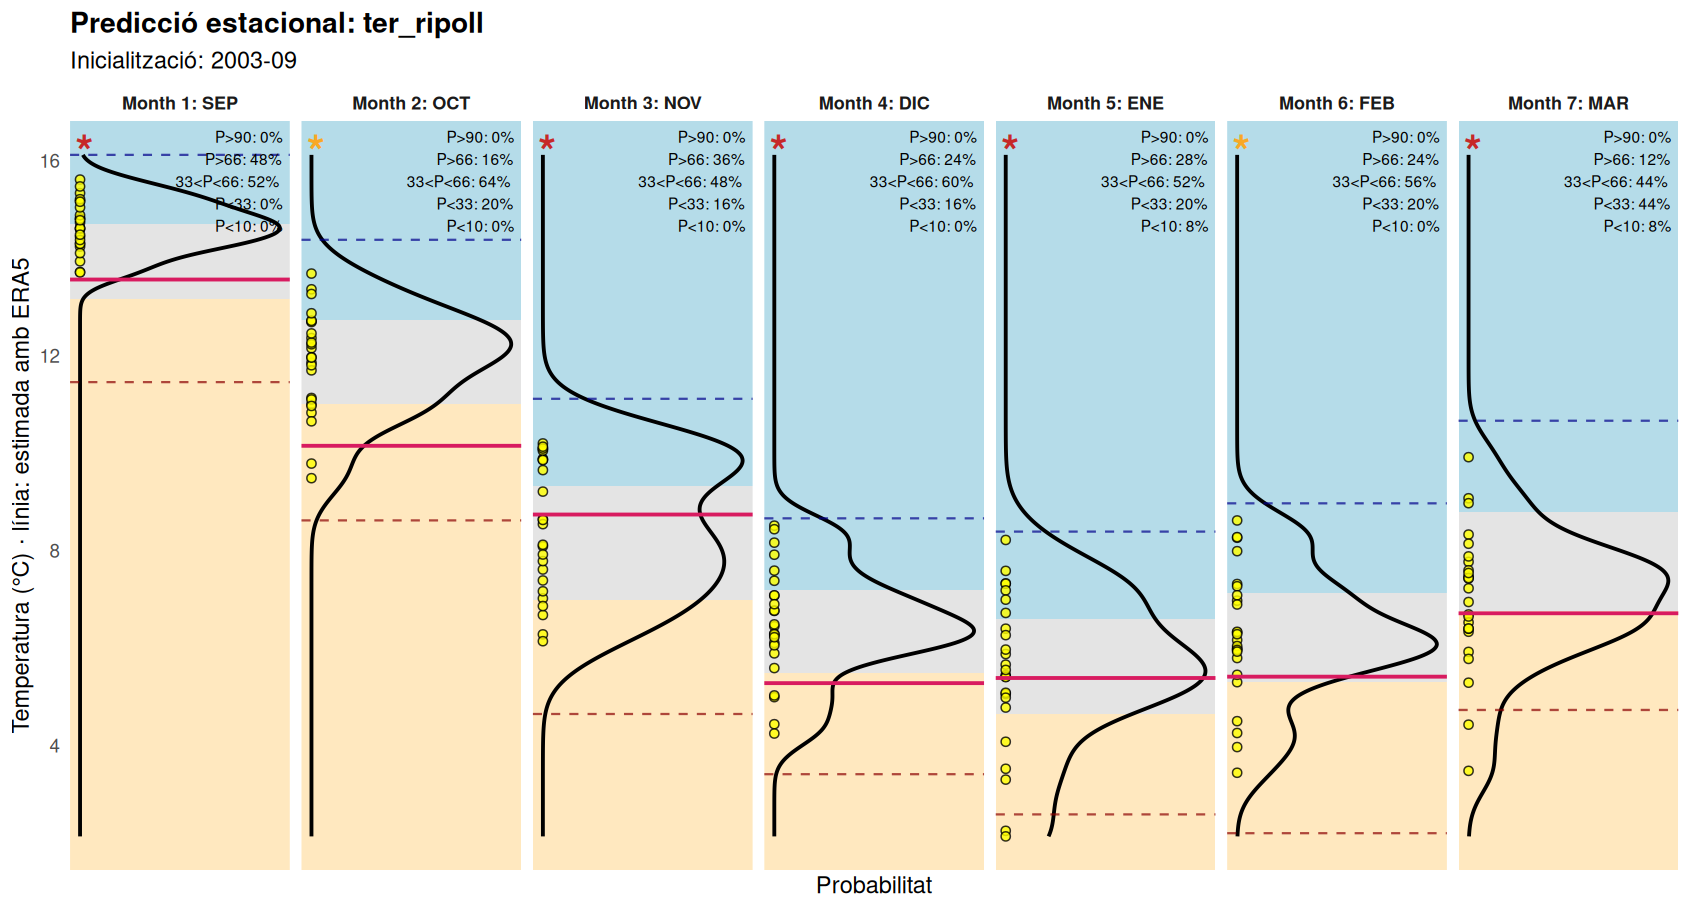 Predicció estacional: ter_ripoll
Inicialització: 2003-09
Month 1: SEP
Month 2: OCT
Month 3: NOV
Month 4: DIC
Month 5: ENE
Month 6: FEB
Month 7: MAR
P>90: 0%
P>66: 48%
33<P<66: 52%
P<33: 0%
P<10: 0%
P>90: 0%
P>66: 16%
33<P<66: 64%
P<33: 20%
P<10: 0%
P>90: 0%
P>66: 36%
33<P<66: 48%
P<33: 16%
P<10: 0%
P>90: 0%
P>66: 24%
33<P<66: 60%
P<33: 16%
P<10: 0%
P>90: 0%
P>66: 28%
33<P<66: 52%
P<33: 20%
P<10: 8%
P>90: 0%
P>66: 24%
33<P<66: 56%
P<33: 20%
P<10: 0%
P>90: 0%
P>66: 12%
33<P<66: 44%
P<33: 44%
P<10: 8%
16
12
8
4
Temperatura (°C) · línia: estimada amb ERA5
Probabilitat